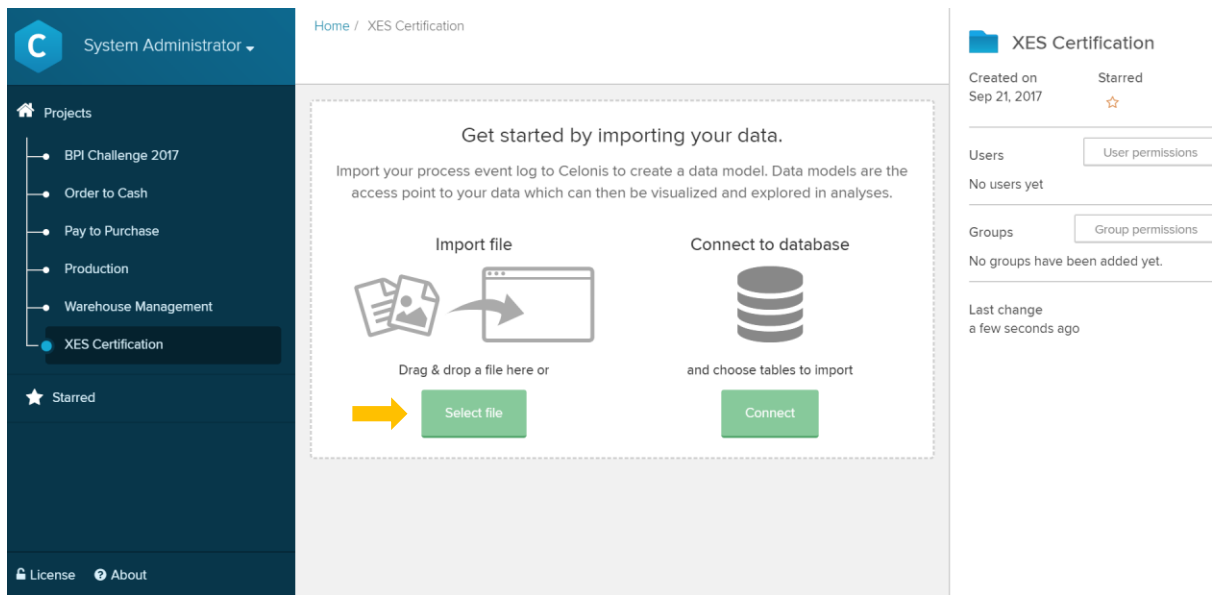 C
System Administrator
Projects
BPI Challenge 2017
Order to Cash
Pay to Purchase
Production
Warehouse Management
XES Certification
Starred
License
About
Home / XES Certification
Get started by importing your data.
Import your process event log to Celonis to create a data model. Data models are the
access point to your data which can then be visualized and explored in analyses.
Import file
Drag & drop a file here or
Select file
Connect to database
and choose tables to import
Connect
XES Certification
Created on
Sep 21, 2017
Starred
Users
User permissions
No users yet
Groups
Group permissions
No groups have been added yet.
Last change
a few seconds ago